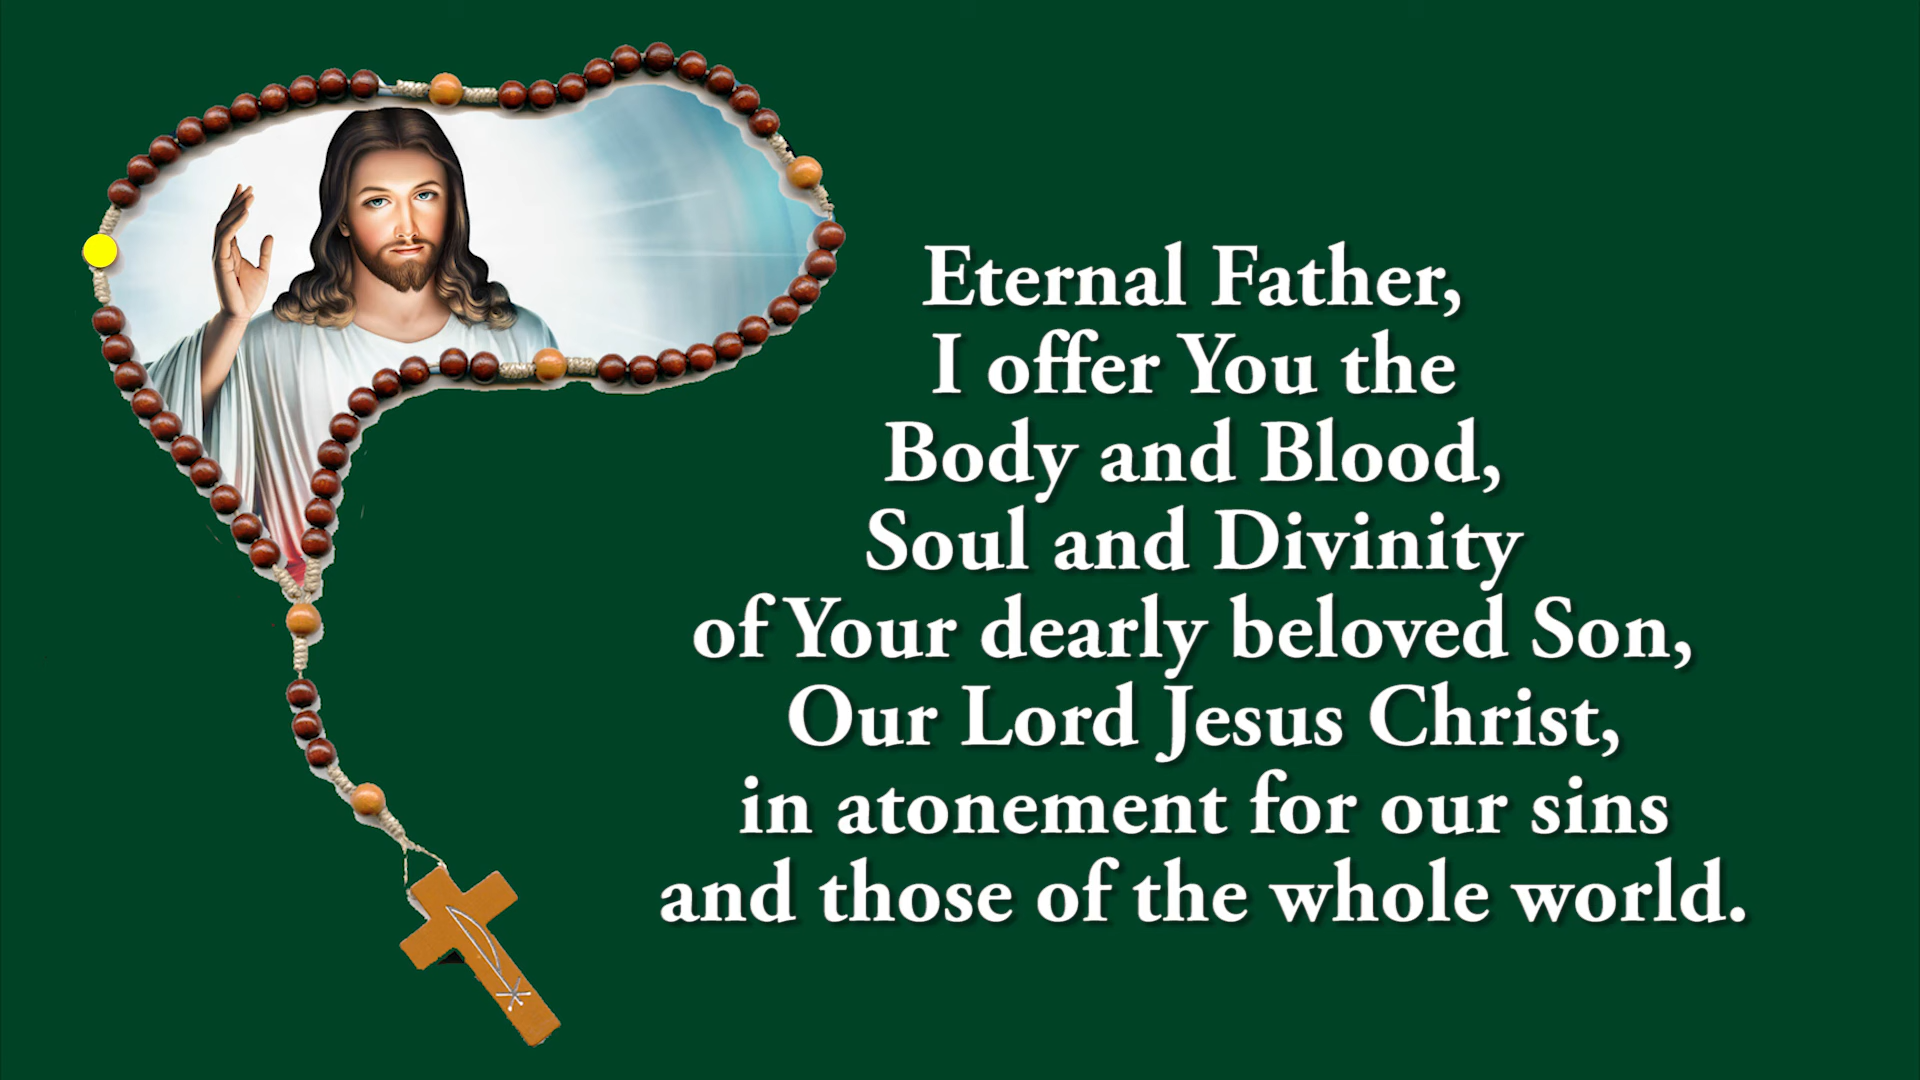 Eternal Father,
I offer You the
Body and Blood,
Soul and Divinity
of Your dearly beloved Son,
Our Lord Jesus Christ,
in atonement for our sins
and those of the whole world.